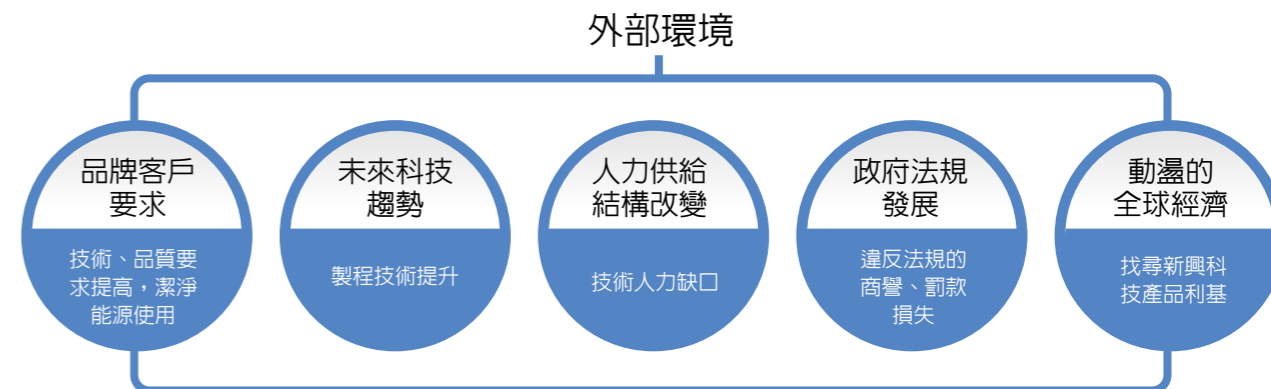 外部環境
品牌客戶
要求
技術、品質要
求提高，潔淨
能源使用
未來科技
趨勢
製程技術提升
人力供給
結構改變
技術人力缺口
政府法規
發展
違反法規的
商譽、罰款
損失
動盪的
全球經濟
找尋新興科
技產品利基